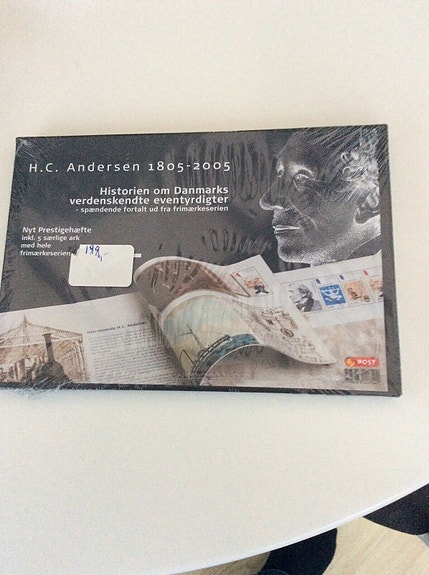 H.C. Andersen 1805-2005
Historien om Danmarks
verdenskendte eventyrdigter
- spændende fortalt ud fra frimærkeserien
Nyt Prestigehæfte
inkl. 5 særlige ark
med hele
frimærkeserien
199,-
POST